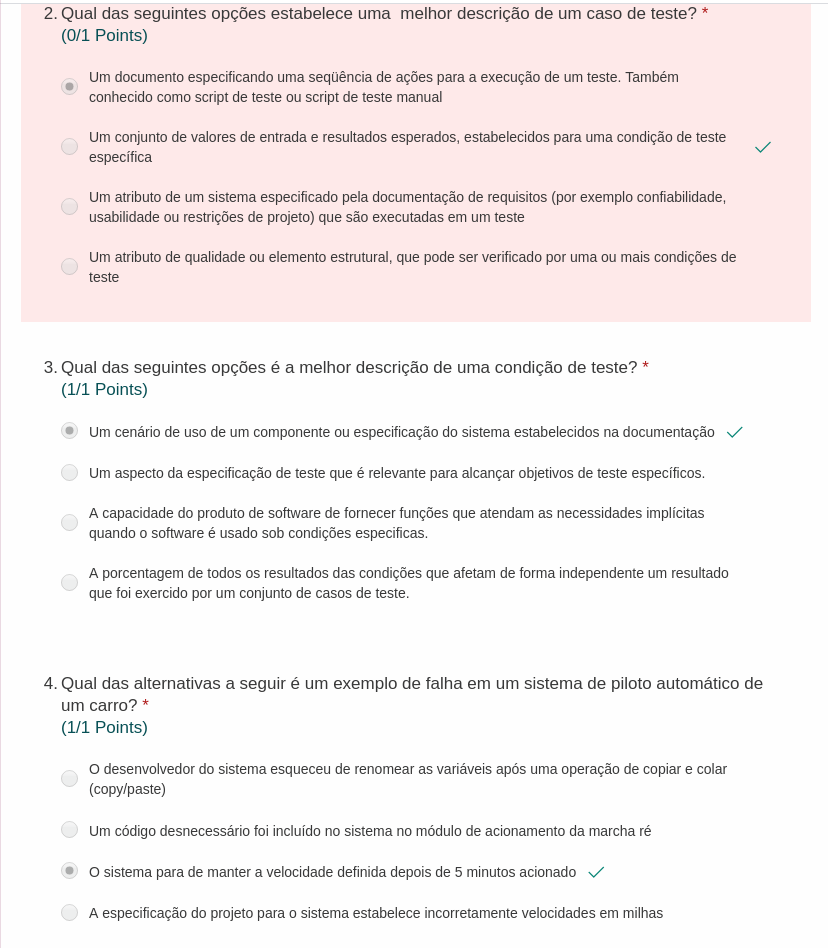 2. Qual das seguintes opções estabelece uma  melhor descrição de um caso de teste? *
(0/1 Points)
Um documento especificando uma seqüência de ações para a execução de um teste. Também
conhecido como script de teste ou script de teste manual
Um conjunto de valores de entrada e resultados esperados, estabelecidos para uma condição de teste
específica
Um atributo de um sistema especificado pela documentação de requisitos (por exemplo confiabilidade,
usabilidade ou restrições de projeto) que são executadas em um teste
Um atributo de qualidade ou elemento estrutural, que pode ser verificado por uma ou mais condições de
teste
3. Qual das seguintes opções é a melhor descrição de uma condição de teste? *
(1/1 Points)
Um cenário de uso de um componente ou especificação do sistema estabelecidos na documentação
Um aspecto da especificação de teste que é relevante para alcançar objetivos de teste específicos.
A capacidade do produto de software de fornecer funções que atendam as necessidades implícitas
quando o software é usado sob condições especificas.
A porcentagem de todos os resultados das condições que afetam de forma independente um resultado
que foi exercido por um conjunto de casos de teste.
4. Qual das alternativas a seguir é um exemplo de falha em um sistema de piloto automático de
um carro? *
(1/1 Points)
O desenvolvedor do sistema esqueceu de renomear as variáveis após uma operação de copiar e colar
(copy/paste)
Um código desnecessário foi incluído no sistema no módulo de acionamento da marcha ré
O sistema para de manter a velocidade definida depois de 5 minutos acionado
A especificação do projeto para o sistema estabelece incorretamente velocidades em milhas